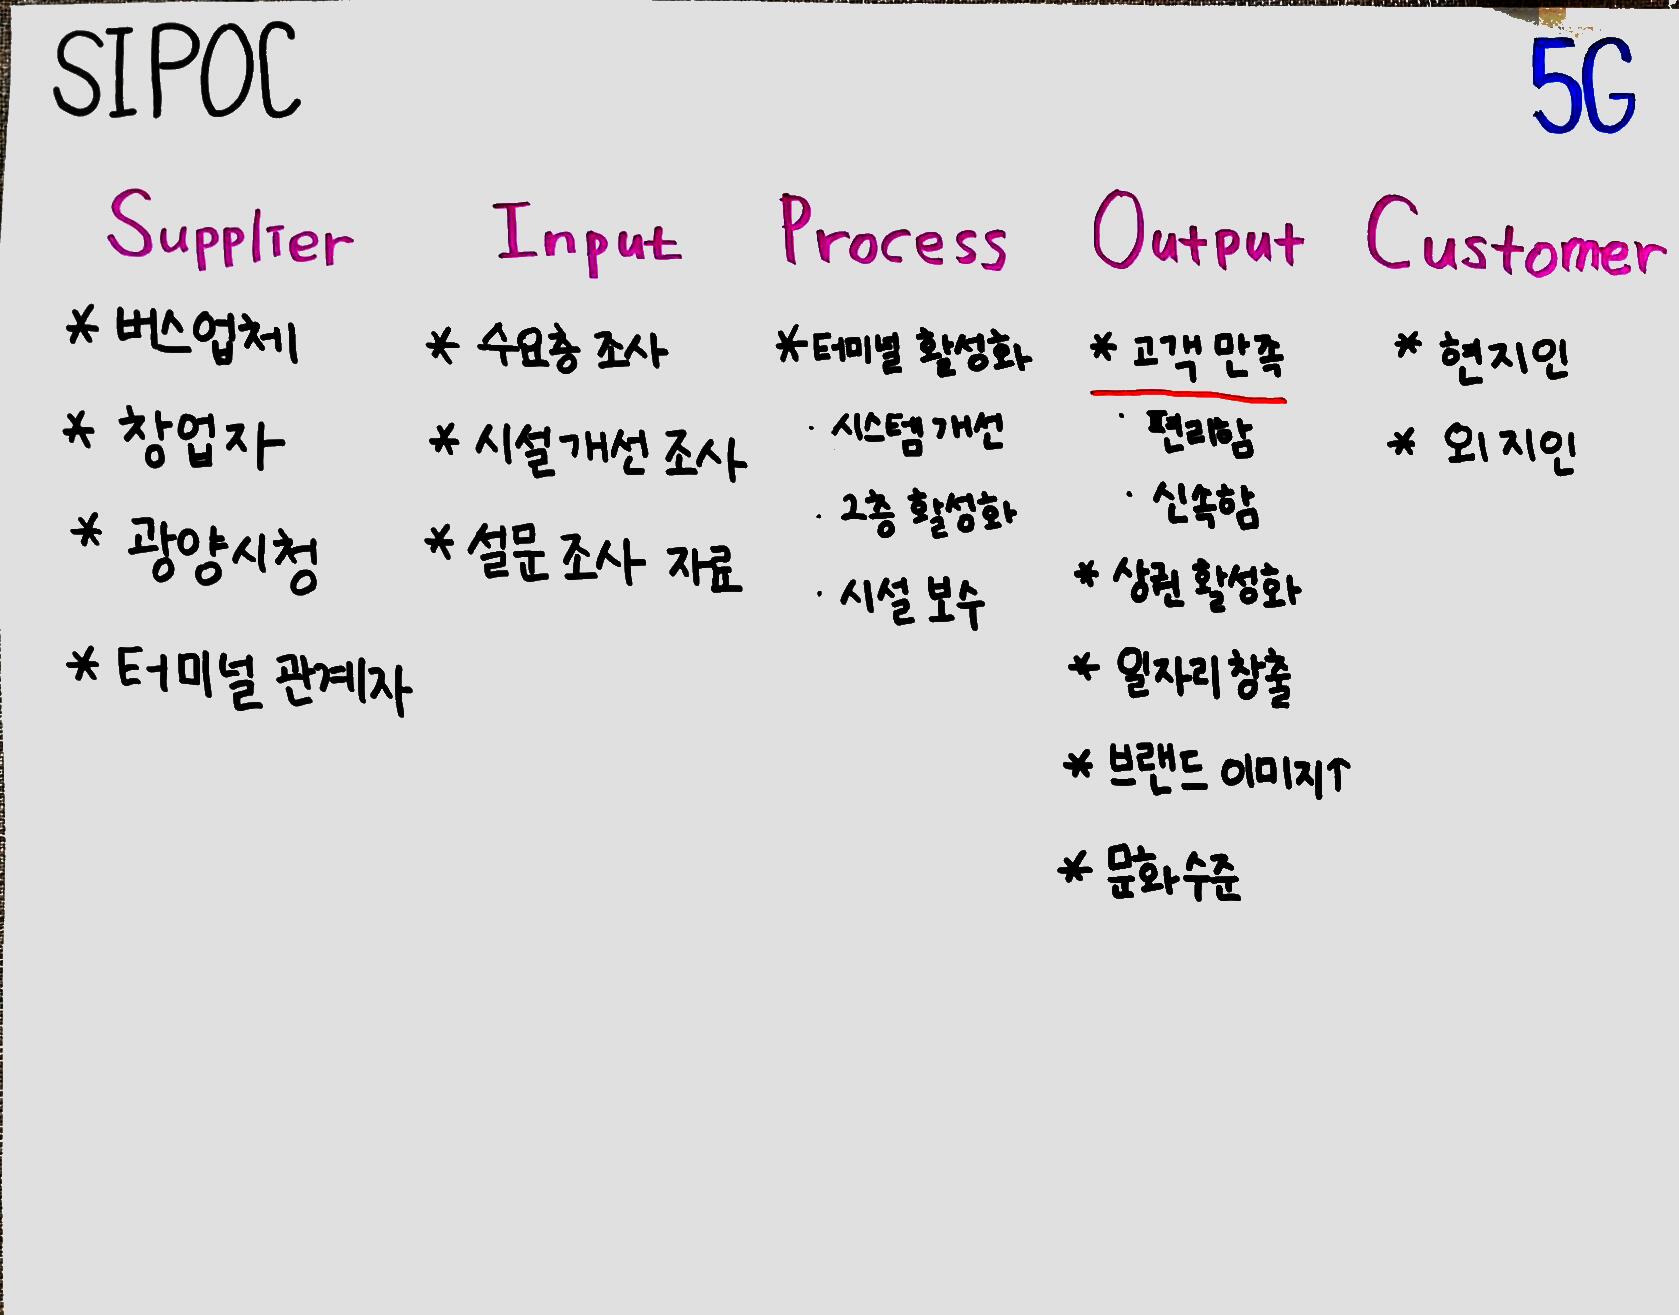 SIPOC
5G
Supplier
* 버스업체
* 창업자
* 광양시청
* 터미널 관계자
Input
* 수요층 조사
* 시설개선 조사
* 설문조사 자료
Process
* 터미널 활성화
· 시스템 개선
· 2층 활성화
· 시설 보수
Output
* 고객 만족
· 편리함
· 신속함
* 상권 활성화
* 일자리 창출
* 브랜드 이미지↑
* 문화수준
Customer
* 현지인
* 외지인